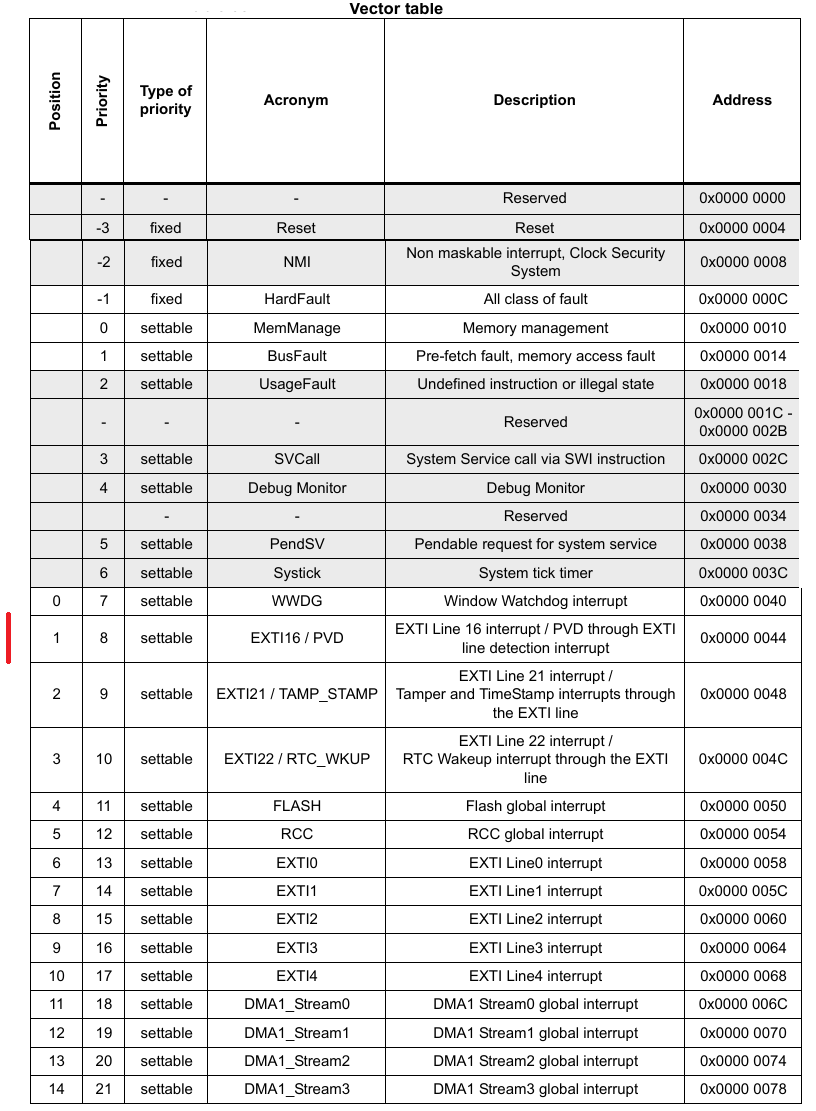 Vector table
Position Priority Type of priority Acronym Description Address
- - - Reserved 0x0000 0000
-3 fixed Reset Reset 0x0000 0004
-2 fixed NMI Non maskable interrupt, Clock Security System 0x0000 0008
-1 fixed HardFault All class of fault 0x0000 000C
0 settable MemManage Memory management 0x0000 0010
1 settable BusFault Pre-fetch fault, memory access fault 0x0000 0014
2 settable UsageFault Undefined instruction or illegal state 0x0000 0018
- - - Reserved 0x0000 001C - 0x0000 002B
3 settable SVCall System Service call via SWI instruction 0x0000 002C
4 settable Debug Monitor Debug Monitor 0x0000 0030
- - Reserved 0x0000 0034
5 settable PendSV Pendable request for system service 0x0000 0038
6 settable Systick System tick timer 0x0000 003C
0 7 settable WWDG Window Watchdog interrupt 0x0000 0040
1 8 settable EXTI16 / PVD EXTI Line 16 interrupt / PVD through EXTI line detection interrupt 0x0000 0044
2 9 settable EXTI21 / TAMP_STAMP EXTI Line 21 interrupt / Tamper and TimeStamp interrupts through the EXTI line 0x0000 0048
3 10 settable EXTI22 / RTC_WKUP EXTI Line 22 interrupt / RTC Wakeup interrupt through the EXTI line 0x0000 004C
4 11 settable FLASH Flash global interrupt 0x0000 0050
5 12 settable RCC RCC global interrupt 0x0000 0054
6 13 settable EXTI0 EXTI Line0 interrupt 0x0000 0058
7 14 settable EXTI1 EXTI Line1 interrupt 0x0000 005C
8 15 settable EXTI2 EXTI Line2 interrupt 0x0000 0060
9 16 settable EXTI3 EXTI Line3 interrupt 0x0000 0064
10 17 settable EXTI4 EXTI Line4 interrupt 0x0000 0068
11 18 settable DMA1_Stream0 DMA1 Stream0 global interrupt 0x0000 006C
12 19 settable DMA1_Stream1 DMA1 Stream1 global interrupt 0x0000 0070
13 20 settable DMA1_Stream2 DMA1 Stream2 global interrupt 0x0000 0074
14 21 settable DMA1_Stream3 DMA1 Stream3 global interrupt 0x0000 0078